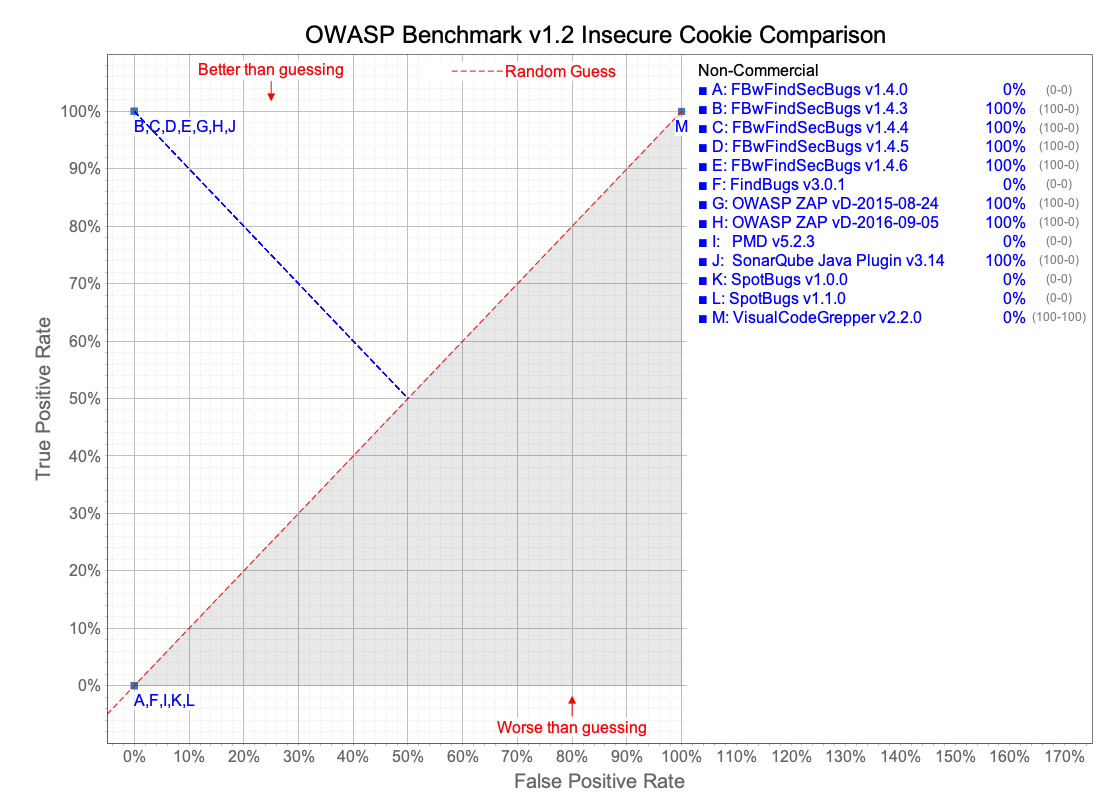 OWASP Benchmark v1.2 Insecure Cookie Comparison
Better than guessing
Random Guess
Non-Commercial
A: FBwFindSecBugs v1.4.0 0% (0-0)
B: FBwFindSecBugs v1.4.3 100% (100-0)
C: FBwFindSecBugs v1.4.4 100% (100-0)
D: FBwFindSecBugs v1.4.5 100% (100-0)
E: FBwFindSecBugs v1.4.6 100% (100-0)
F: FindBugs v3.0.1 0% (0-0)
G: OWASP ZAP vD-2015-08-24 100% (100-0)
H: OWASP ZAP vD-2016-09-05 100% (100-0)
I: PMD v5.2.3 0% (0-0)
J: SonarQube Java Plugin v3.14 100% (100-0)
K: SpotBugs v1.0.0 0% (0-0)
L: SpotBugs v1.1.0 0% (0-0)
M: VisualCodeGrepper v2.2.0 0% (100-100)
B,C,D,E,G,H,J
M
A,F,I,K,L
Worse than guessing
True Positive Rate
100%
90%
80%
70%
60%
50%
40%
30%
20%
10%
0%
0% 10% 20% 30% 40% 50% 60% 70% 80% 90% 100% 110% 120% 130% 140% 150% 160% 170%
False Positive Rate